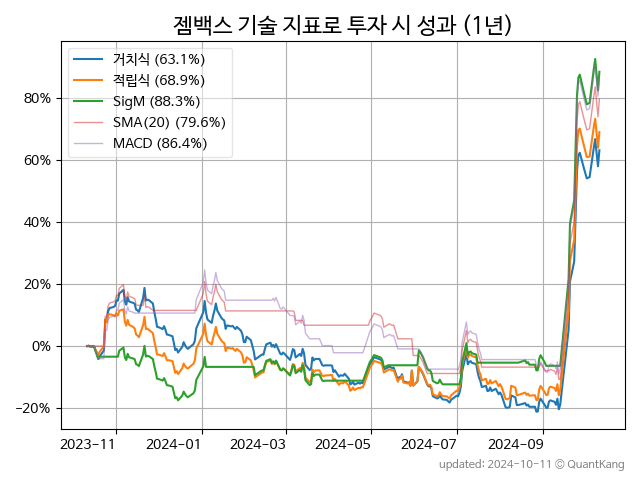 젬백스 기술 지표로 투자 시 성과 (1년)
거치식 (63.1%)
적립식 (68.9%)
SigM (88.3%)
SMA(20) (79.6%)
MACD (86.4%)
80%
60%
40%
20%
0%
−20%
2023-11 2024-01 2024-03 2024-05 2024-07 2024-09
updated: 2024-10-11 © QuantKang